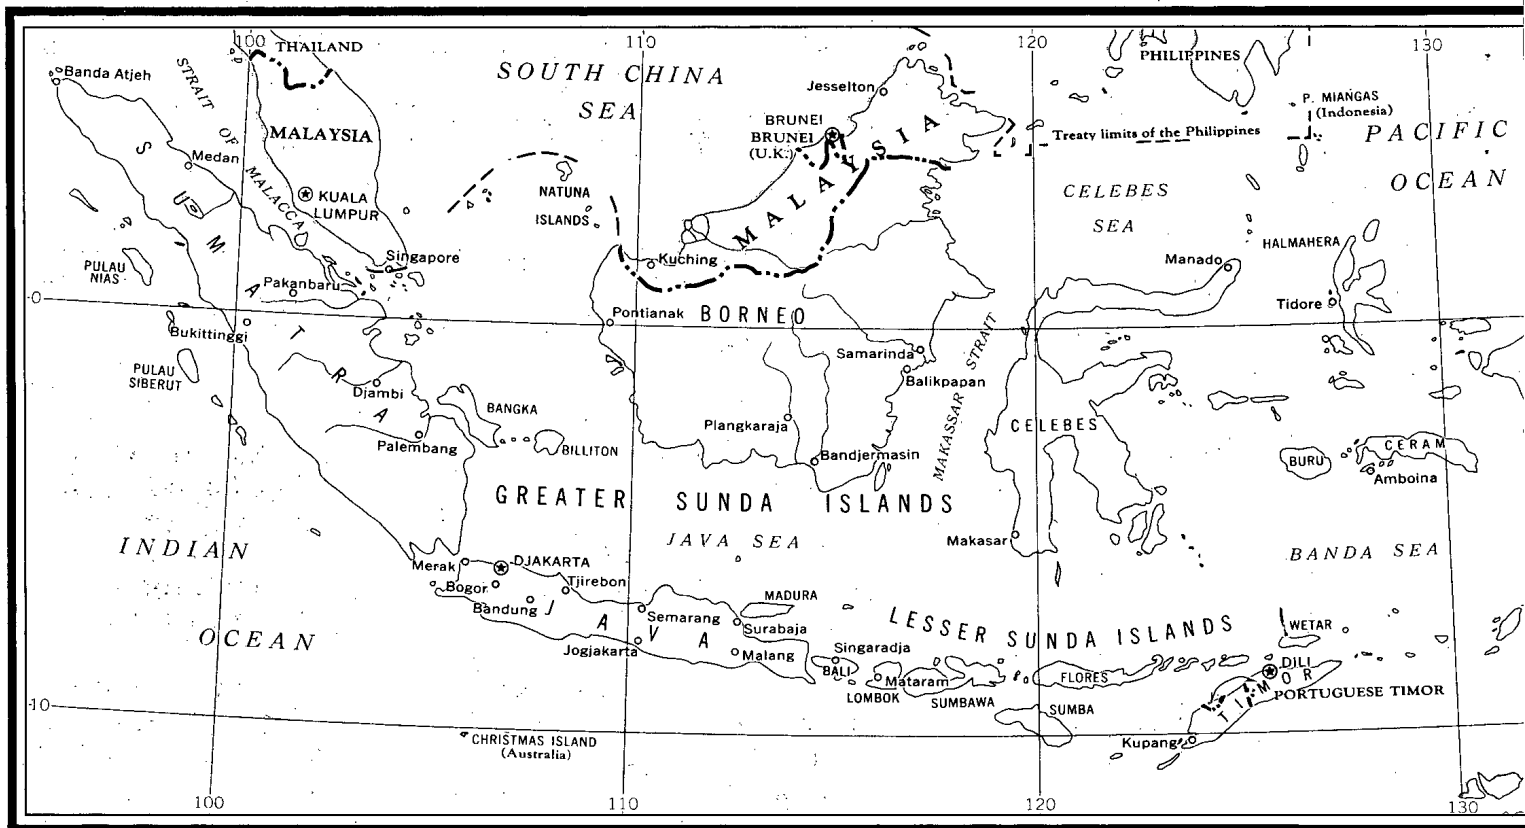 100
110
120
130
THAILAND
PHILIPPINES
Banda Atjeh
STRAIT OF MALACCA
SOUTH CHINA
SEA
Jesselton
P. MIANGAS
(Indonesia)
MALAYSIA
BRUNEI
BRUNEI
(U.K.)
Treaty limits of the Philippines
PACIFIC
OCEAN
Medan
KUALA
LUMPUR
NATUNA
ISLANDS
MALAYSIA
CELEBES
SEA
SUMATRA
HALMAHERA
PULAU
NIAS
Singapore
Kuching
Manado
Pakanbaru
0
Tidore
Bukittinggi
Pontianak
BORNEO
MAKASSAR STRAIT
PULAU
SIBERUT
Samarinda
Balikpapan
Djambi
BANGKA
Plangkaraja
CELEBES
Palembang
BILLITON
Bandjermasin
BURU
CERAM
Amboina
GREATER SUNDA ISLANDS
INDIAN
OCEAN
JAVA SEA
Makasar
BANDA SEA
Merak
DJAKARTA
Bogor
Tjirebon
Bandung
JAVA
MADURA
Semarang
Surabaja
LESSER SUNDA ISLANDS
WETAR
Jogjakarta
Malang
Singaradja
BALI
Mataram
LOMBOK
SUMBAWA
FLORES
SUMBA
DILI
TIMOR
PORTUGUESE TIMOR
Kupang
10
CHRISTMAS ISLAND
(Australia)
100
110
120
130